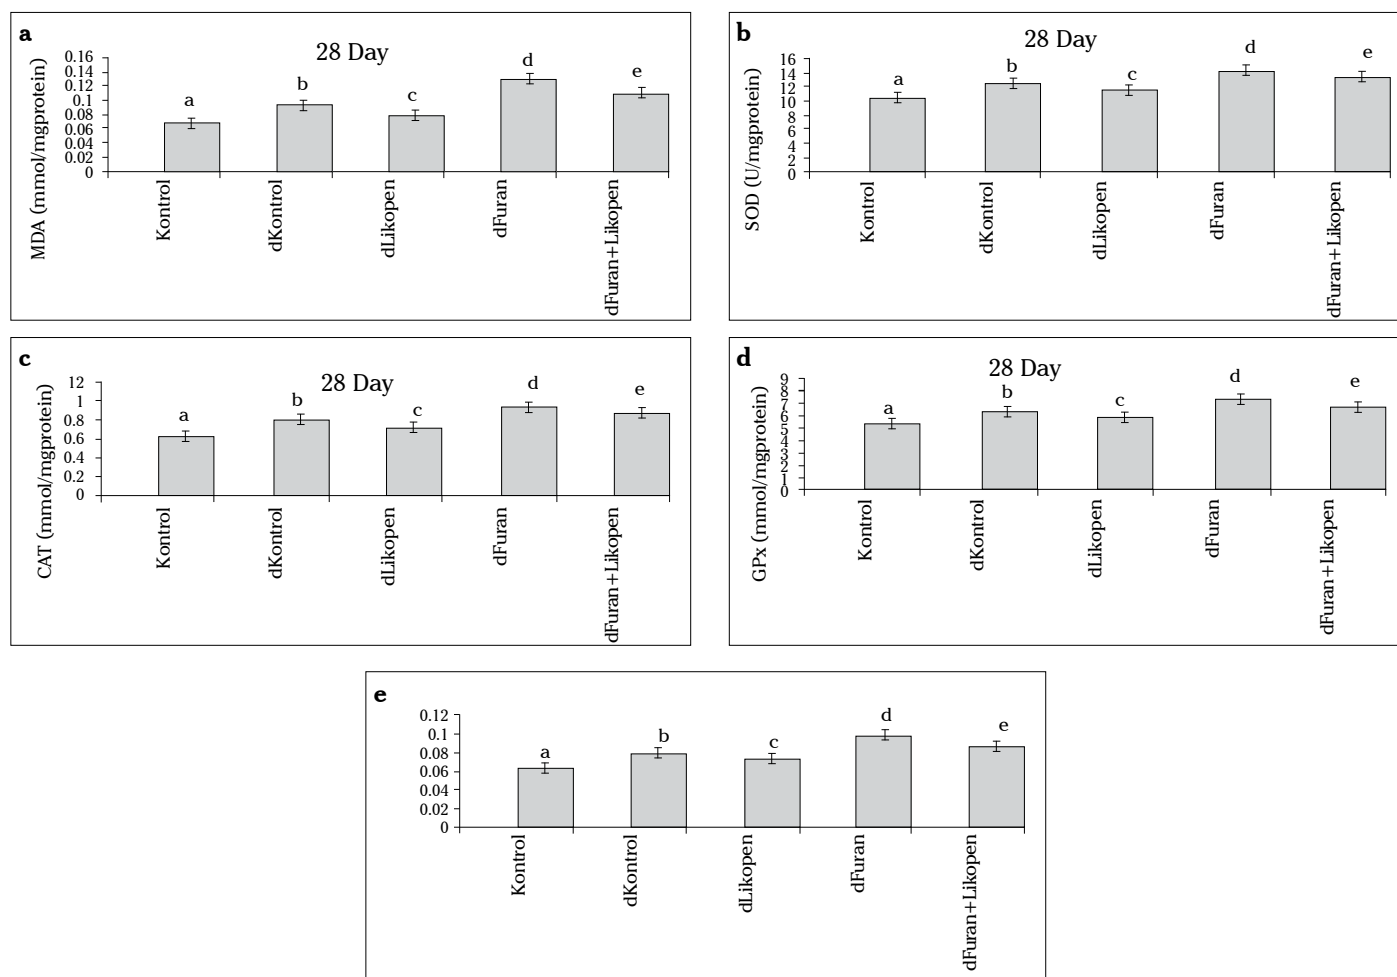 a
28 Day
MDA (mmol/mgprotein)
0.16
0.14
0.12
0.1
0.08
0.06
0.04
0.02
0
a
b
c
d
e
Kontrol
dKontrol
dLikopen
dFuran
dFuran+Likopen
b
28 Day
SOD (U/mgprotein)
16
14
12
10
8
6
4
2
0
a
b
c
d
e
Kontrol
dKontrol
dLikopen
dFuran
dFuran+Likopen
c
28 Day
CAT (mmol/mgprotein)
12
1
0.8
0.6
0.4
0.2
0
a
b
c
d
e
Kontrol
dKontrol
dLikopen
dFuran
dFuran+Likopen
d
28 Day
GPx (mmol/mgprotein)
9
8
7
6
5
4
3
2
1
0
a
b
c
d
e
Kontrol
dKontrol
dLikopen
dFuran
dFuran+Likopen
e
0.12
0.1
0.08
0.06
0.04
0.02
0
a
b
c
d
e
Kontrol
dKontrol
dLikopen
dFuran
dFuran+Likopen